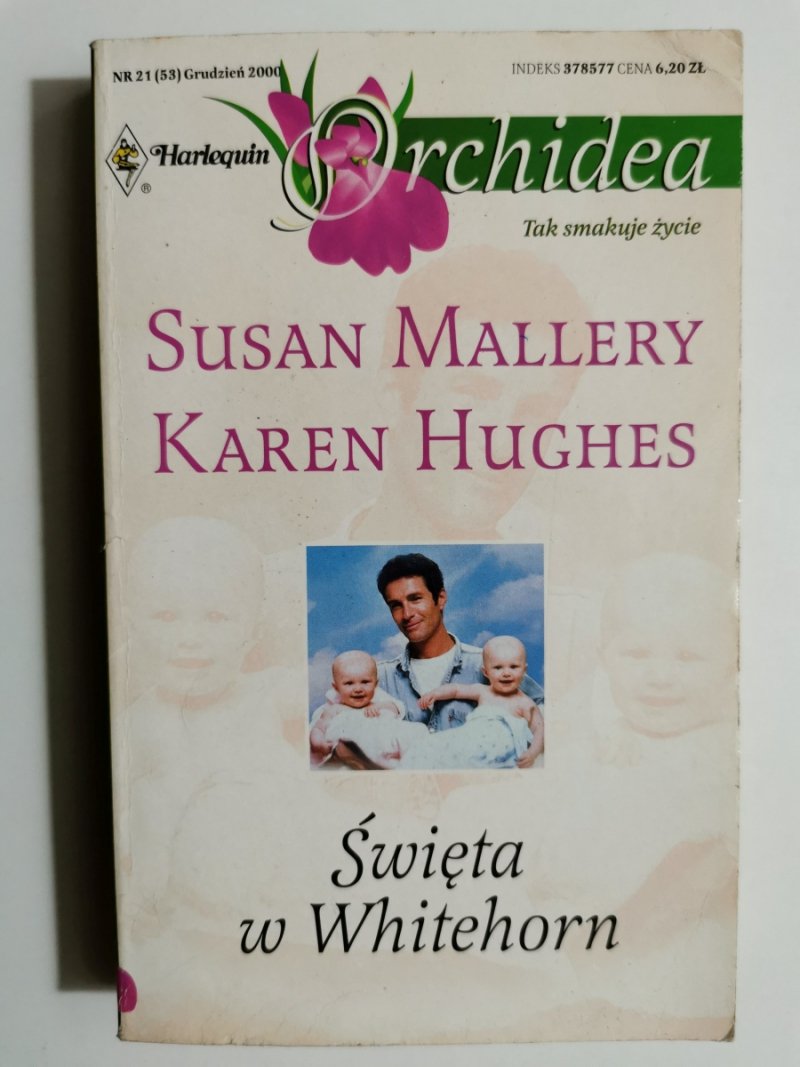 NR 21 (53) Grudzień 2000
INDEKS 378577 CENA 6,20 ZŁ
Harlequin
®
Orchidea
Tak smakuje życie
SUSAN MALLERY
KAREN HUGHES
Święta
w Whitehorn